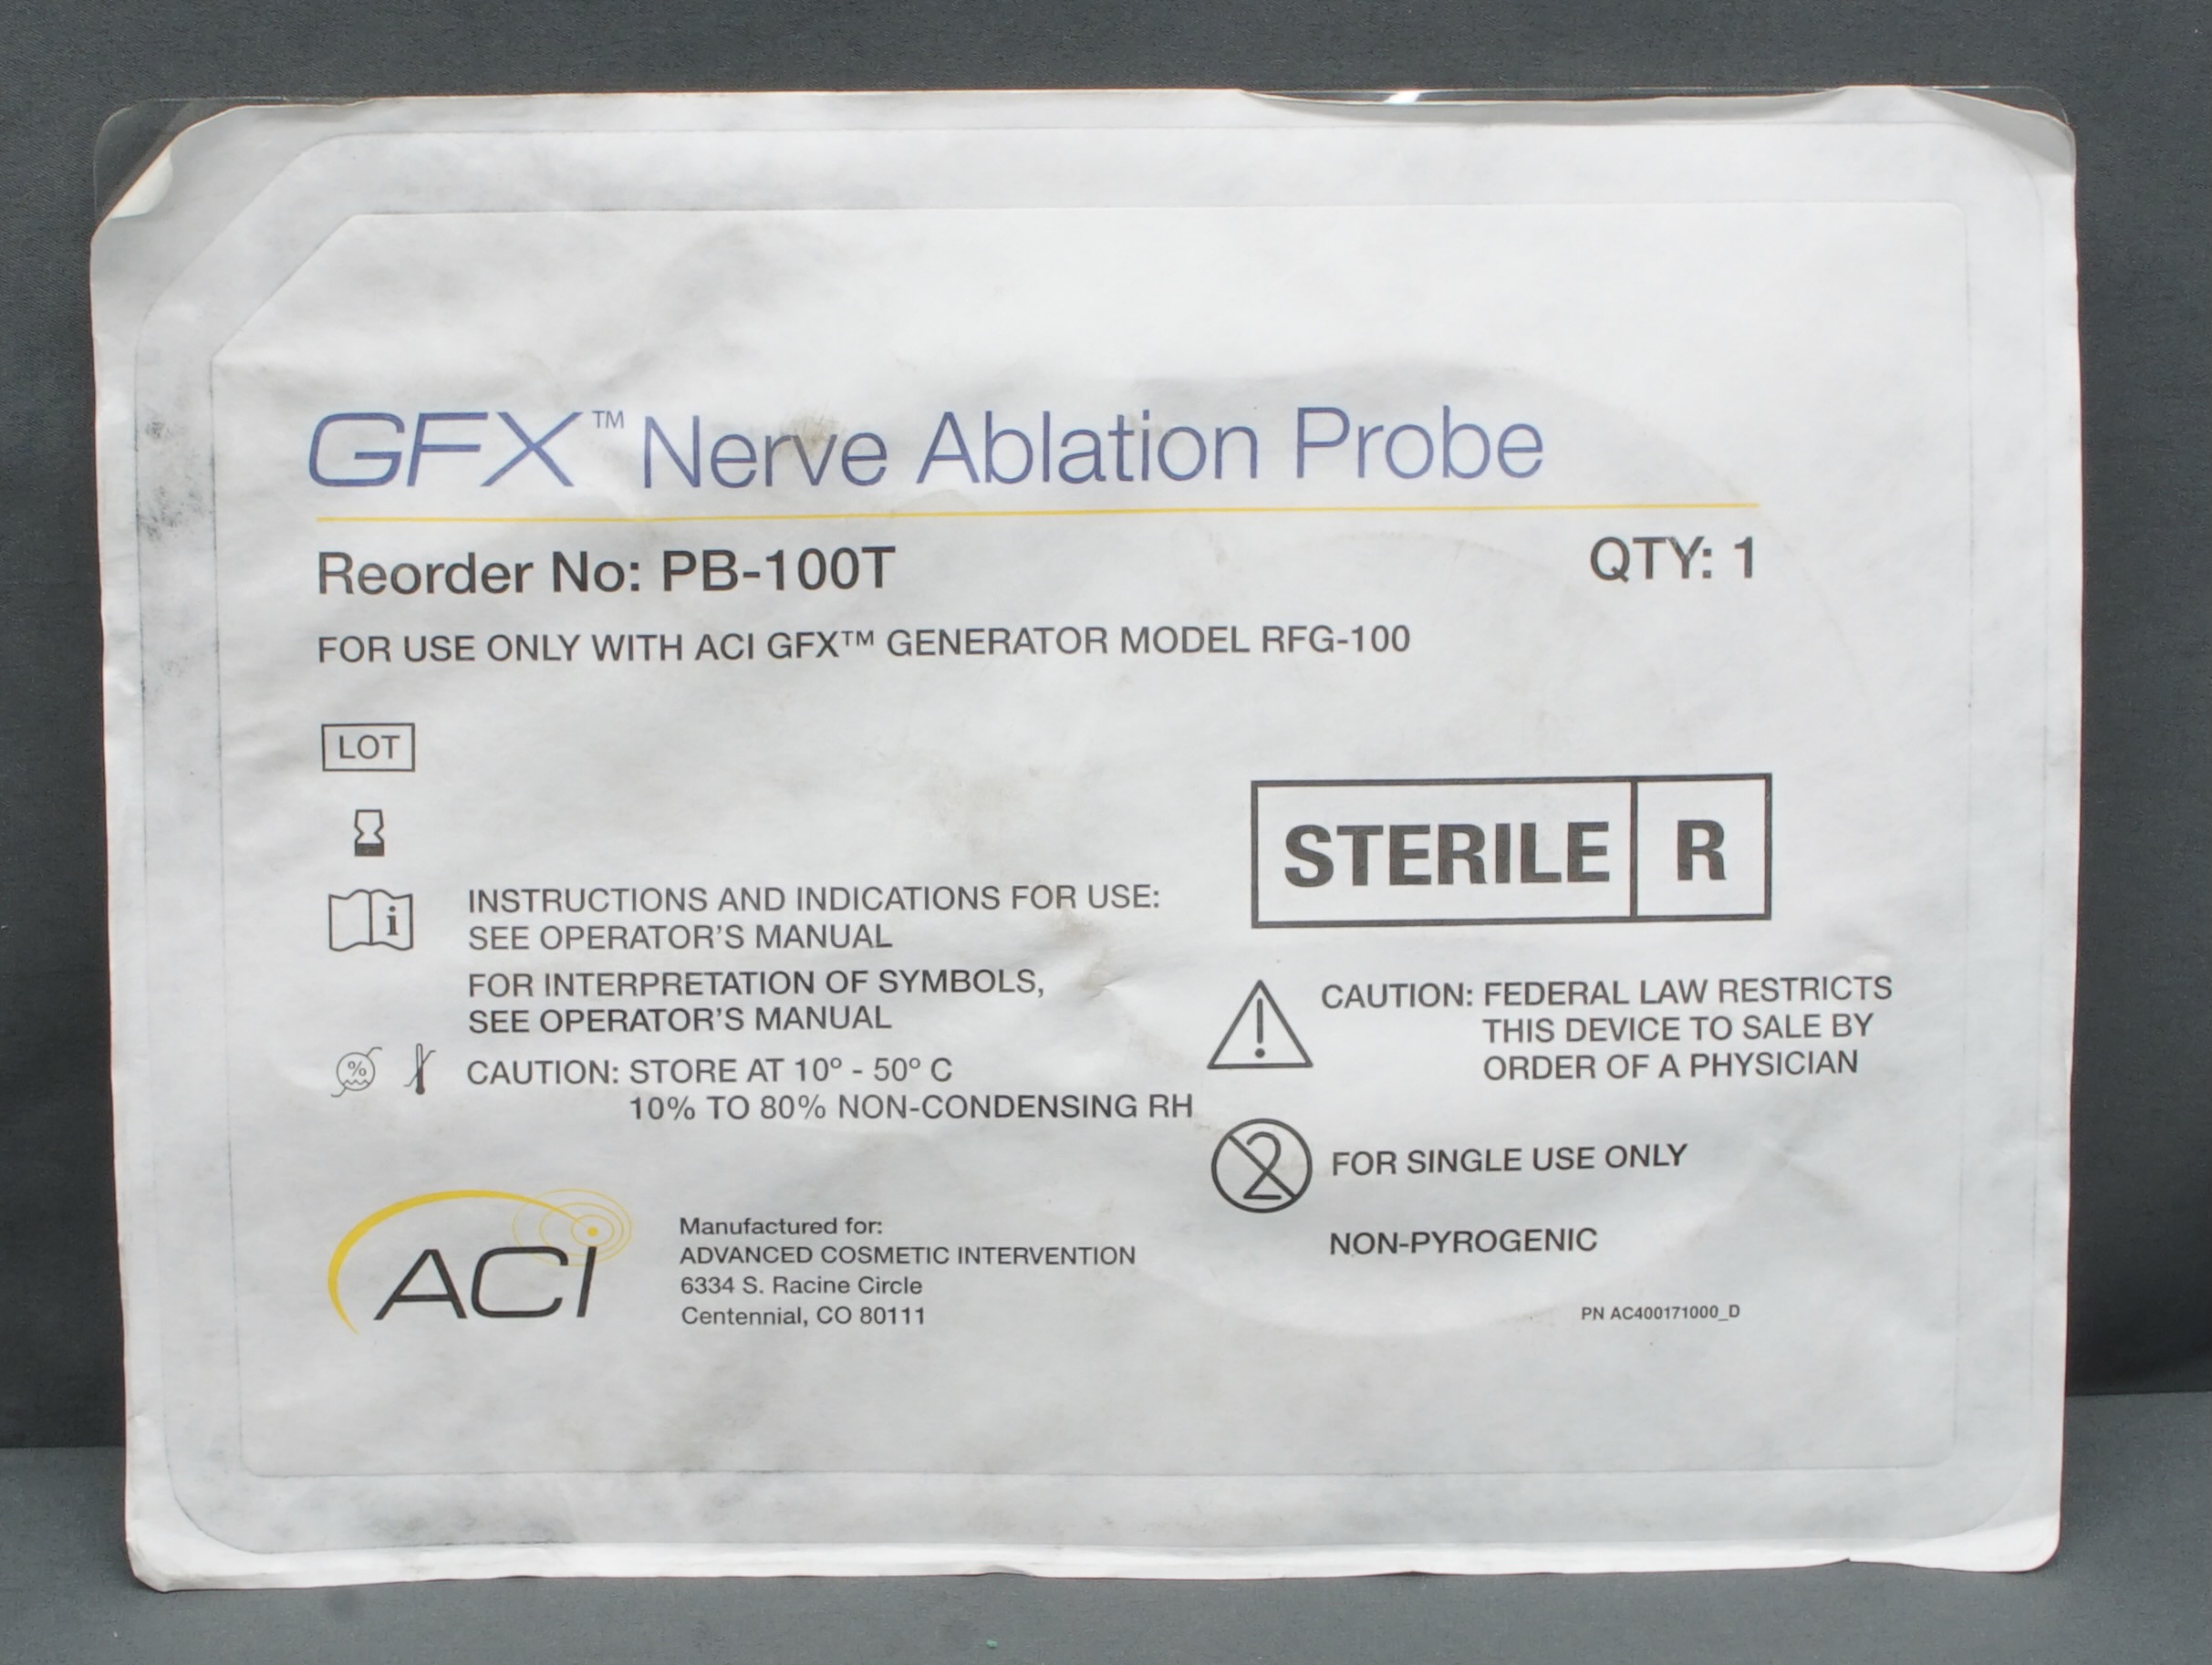 GFX™ Nerve Ablation Probe
Reorder No: PB-100T
QTY: 1
FOR USE ONLY WITH ACI GFX™ GENERATOR MODEL RFG-100
LOT
STERILE R
i
INSTRUCTIONS AND INDICATIONS FOR USE:
SEE OPERATOR'S MANUAL
FOR INTERPRETATION OF SYMBOLS,
SEE OPERATOR'S MANUAL
%
CAUTION: STORE AT 10º - 50º C
10% TO 80% NON-CONDENSING RH
!
CAUTION: FEDERAL LAW RESTRICTS
THIS DEVICE TO SALE BY
ORDER OF A PHYSICIAN
2
FOR SINGLE USE ONLY
NON-PYROGENIC
ACI
Manufactured for:
ADVANCED COSMETIC INTERVENTION
6334 S. Racine Circle
Centennial, CO 80111
PN AC400171000_D